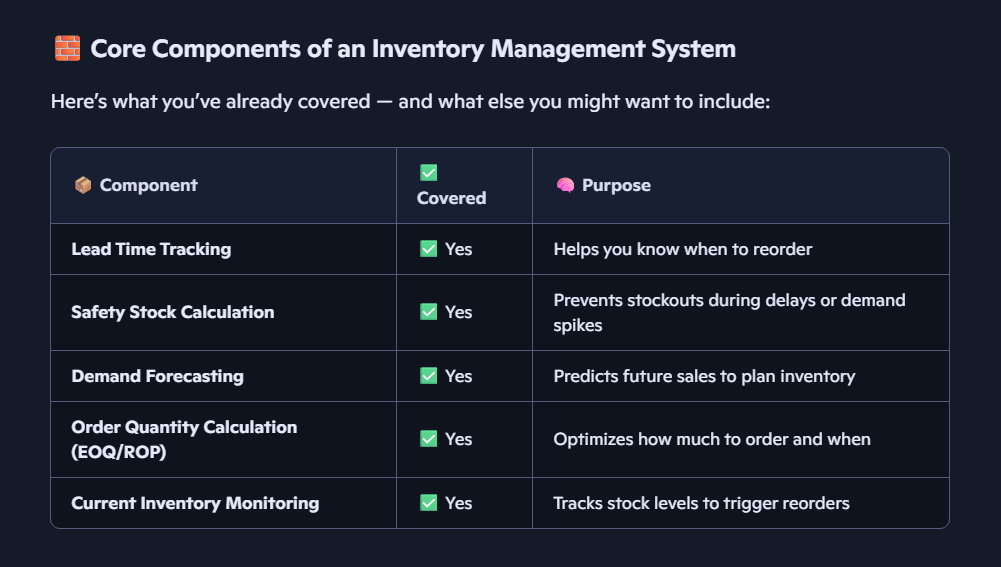 🧱 Core Components of an Inventory Management System
Here’s what you’ve already covered — and what else you might want to include:
📦 Component
✅
Covered
🧠 Purpose
Lead Time Tracking
✅ Yes
Helps you know when to reorder
Safety Stock Calculation
✅ Yes
Prevents stockouts during delays or demand
spikes
Demand Forecasting
✅ Yes
Predicts future sales to plan inventory
Order Quantity Calculation
(EOQ/ROP)
✅ Yes
Optimizes how much to order and when
Current Inventory Monitoring
✅ Yes
Tracks stock levels to trigger reorders